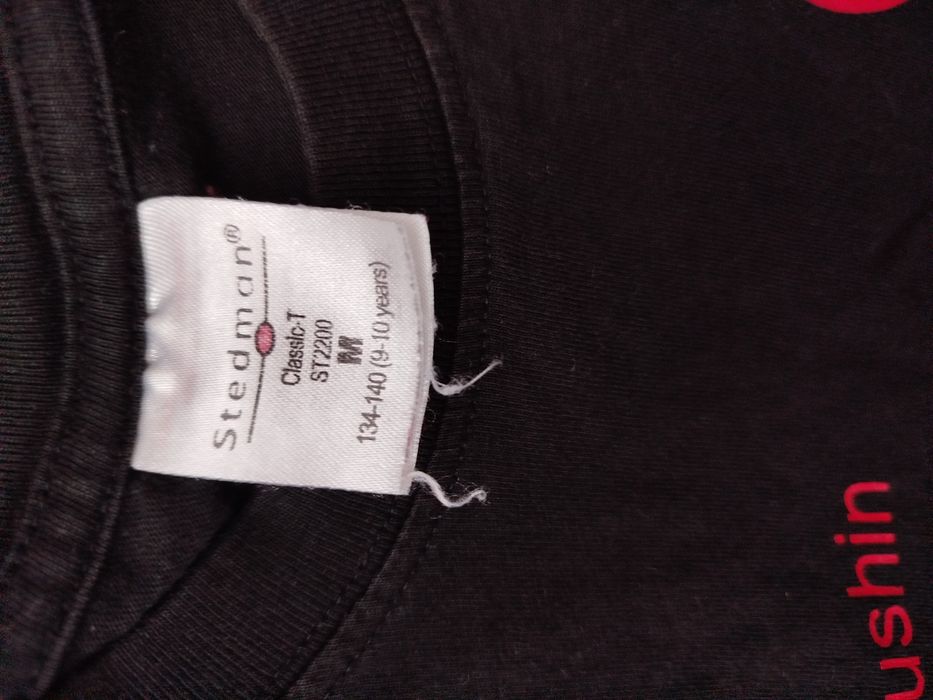 Stedman®
Classic-T
ST2200
M
134-140 (9-10 years)
ushin